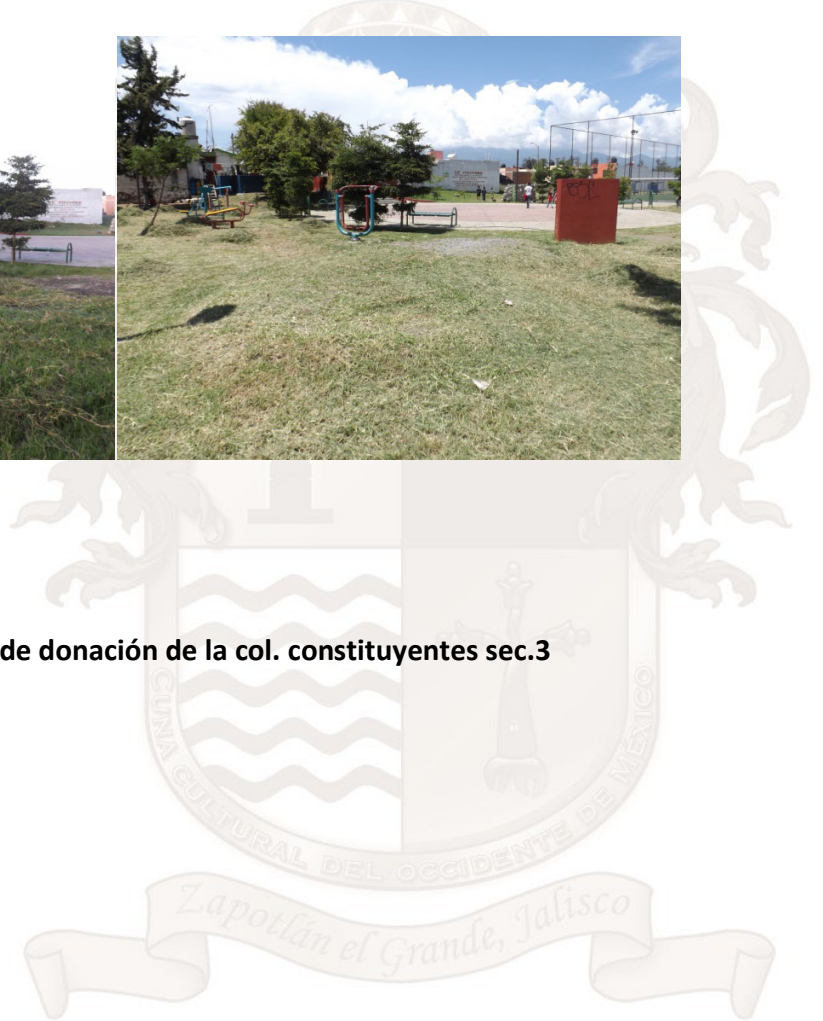 de donación de la col. constituyentes sec.3
CUNA CULTURAL DEL OCCIDENTE DE MÉXICO
Zapotlán el Grande, Jalisco